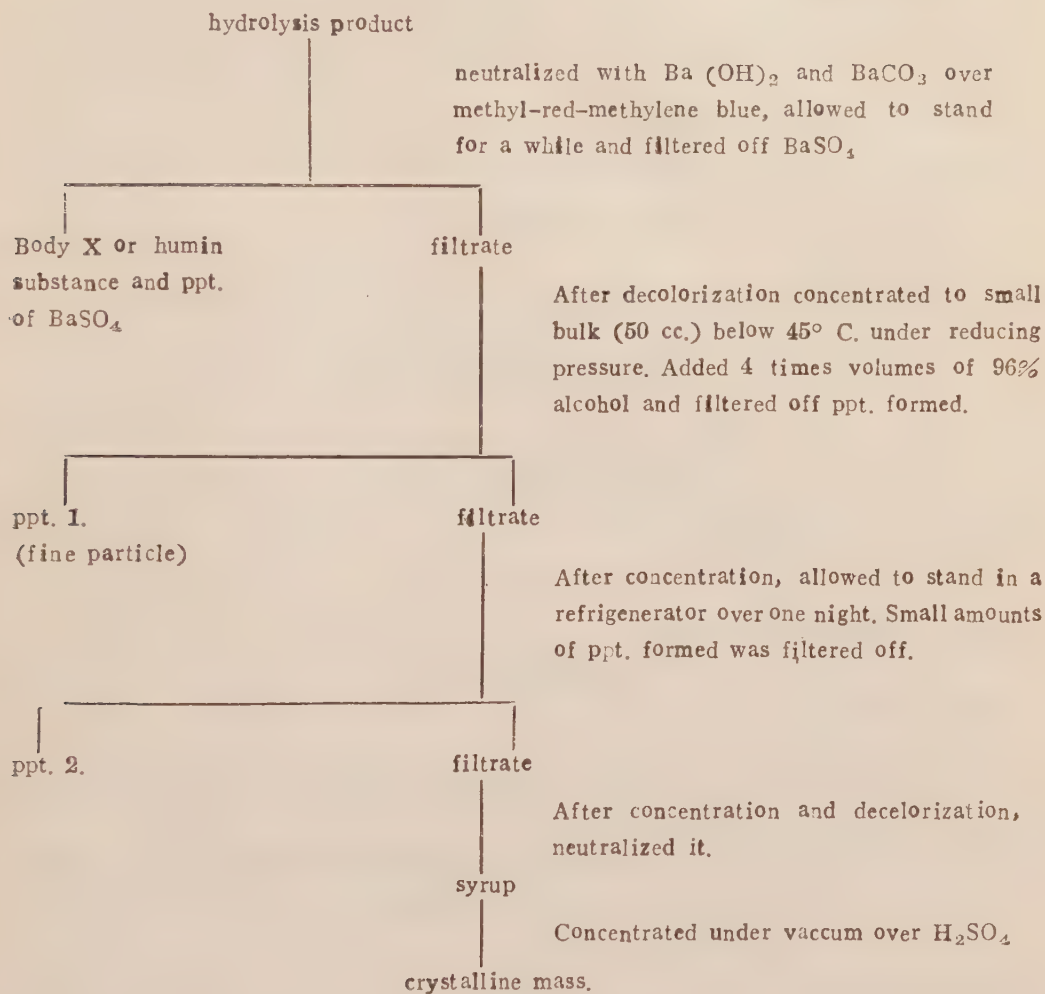 hydrolysis product
neutralized with Ba (OH)₂ and BaCO₃ over
methyl-red-methylene blue, allowed to stand
for a while and filtered off BaSO₄
Body X or humin
substance and ppt.
of BaSO₄
filtrate
After decolorization concentrated to small
bulk (50 cc.) below 45° C. under reducing
pressure. Added 4 times volumes of 96%
alcohol and filtered off ppt. formed.
ppt. 1.
(fine particle)
filtrate
After concentration, allowed to stand in a
refrigenerator over one night. Small amounts
of ppt. formed was filtered off.
ppt. 2.
filtrate
After concentration and decelorization,
neutralized it.
syrup
Concentrated under vaccum over H₂SO₄
crystalline mass.